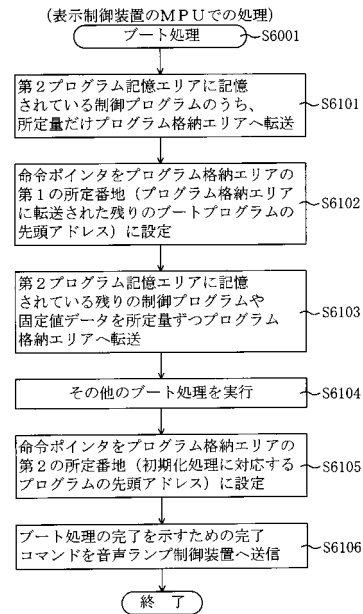 (表示制御装置のMPUでの処理)
ブート処理
S6001
第2プログラム記憶エリアに記憶
されている制御プログラムのうち、
所定量だけプログラム格納エリアへ転送
S6101
命令ポインタをプログラム格納エリアの
第1の所定番地(プログラム格納エリア
に転送された残りのブートプログラムの
先頭アドレス)に設定
S6102
第2プログラム記憶エリアに記憶
されている残りの制御プログラムや
固定値データを所定量ずつプログラム
格納エリアへ転送
S6103
その他のブート処理を実行
S6104
命令ポインタをプログラム格納エリアの
第2の所定番地(初期化処理に対応する
プログラムの先頭アドレス)に設定
S6105
ブート処理の完了を示すための完了
コマンドを音声ランプ制御装置へ送信
S6106
終了